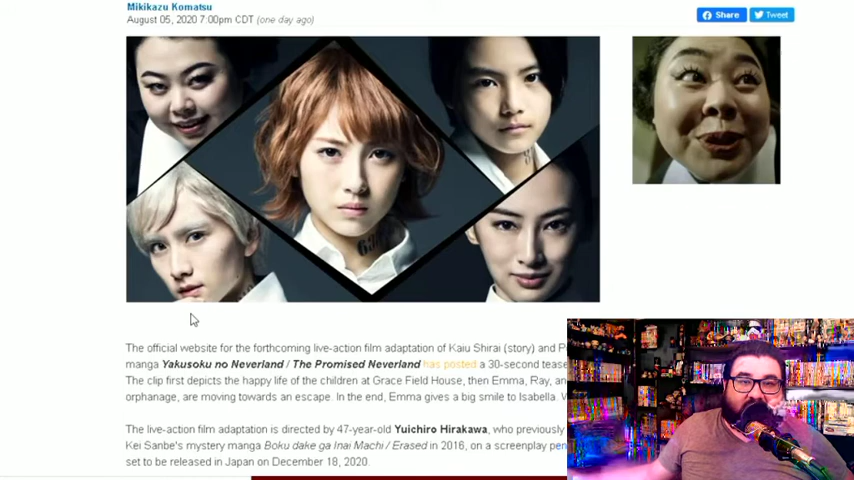 Mikikazu Komatsu
August 05, 2020 7:00pm CDT (one day ago)
Share
Tweet
The official website for the forthcoming live-action film adaptation of Kaiu Shirai (story) and P
manga Yakusoku no Neverland / The Promised Neverland has posted a 30-second tease
The clip first depicts the happy life of the children at Grace Field House, then Emma, Ray, an
orphanage, are moving towards an escape. In the end, Emma gives a big smile to Isabella. W
The live-action film adaptation is directed by 47-year-old Yuichiro Hirakawa, who previously
Kei Sanbe's mystery manga Boku dake ga Inai Machi / Erased in 2016, on a screenplay pen
set to be released in Japan on December 18, 2020.